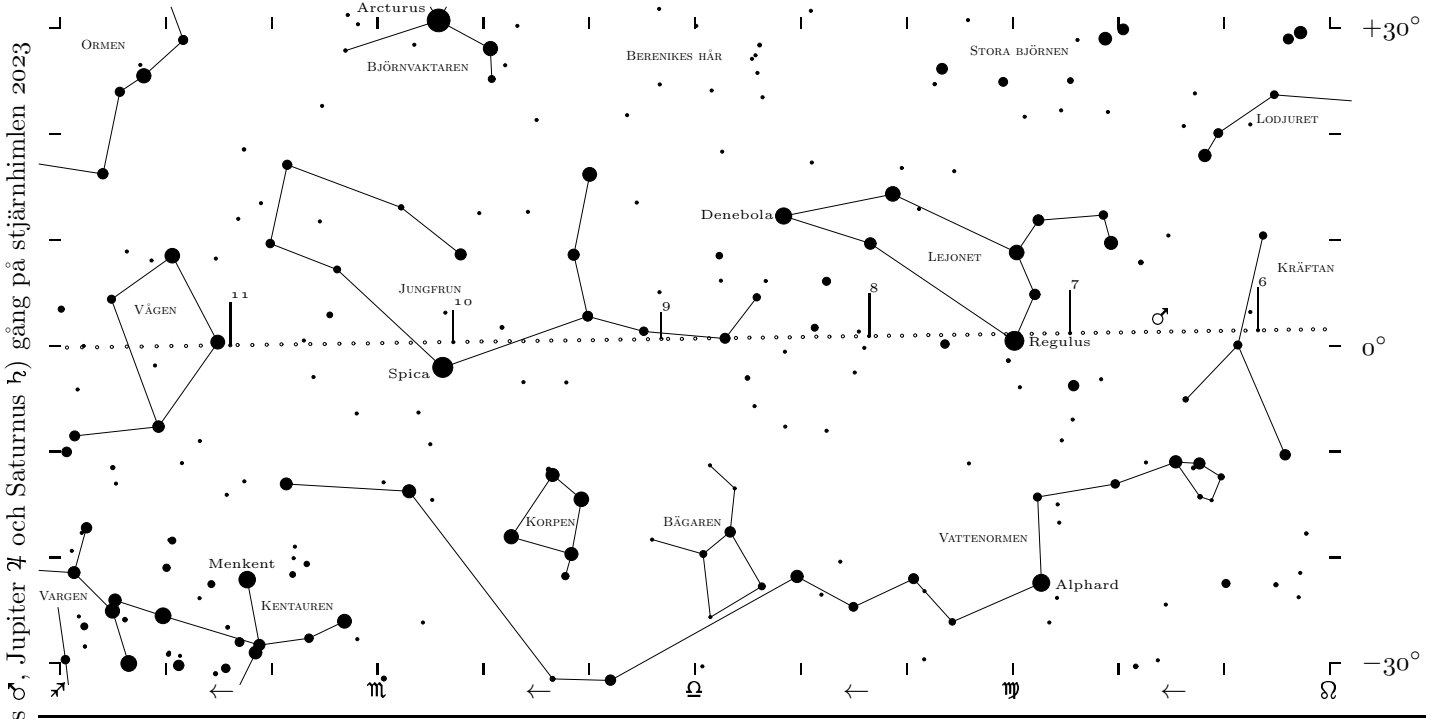 s ♂, Jupiter ♃ och Saturnus ♄) gång på stjärnhimlen 2023
Arcturus
+30°
ORMEN
BJÖRNVAKTAREN
BERENIKES HÅR
STORA BJÖRNEN
LODJURET
Denebola
LEJONET
KRÄFTAN
JUNGFRUN
VÅGEN
11
10
9
8
7
6
♂
Regulus
0°
Spica
KORPEN
BÄGAREN
VATTENORMEN
Menkent
Alphard
VARGEN
KENTAUREN
−30°
♐ ← ♏ ← ♎ ← ♍ ← ♌